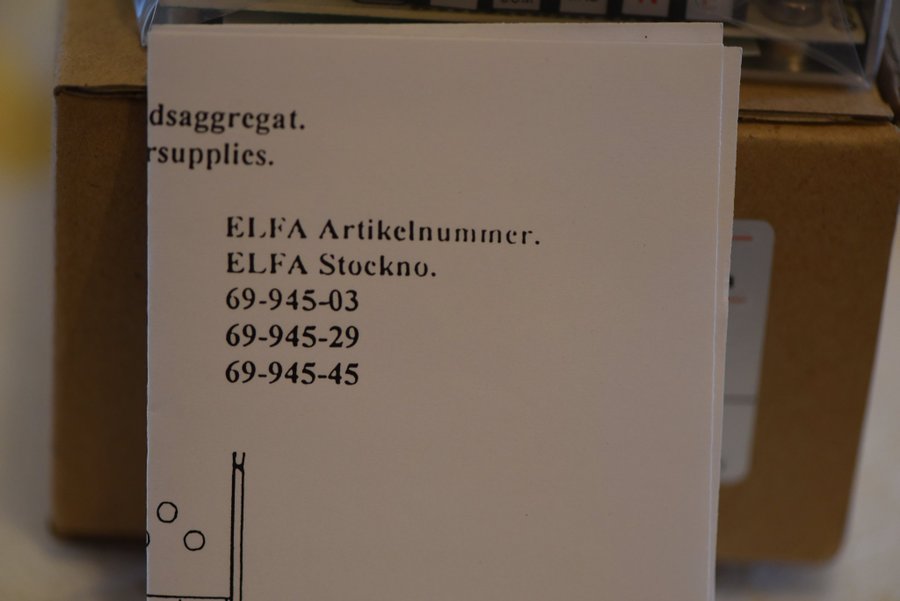 dsaggregat.
rsupplies.
ELFA Artikelnummer.
ELFA Stockno.
69-945-03
69-945-29
69-945-45